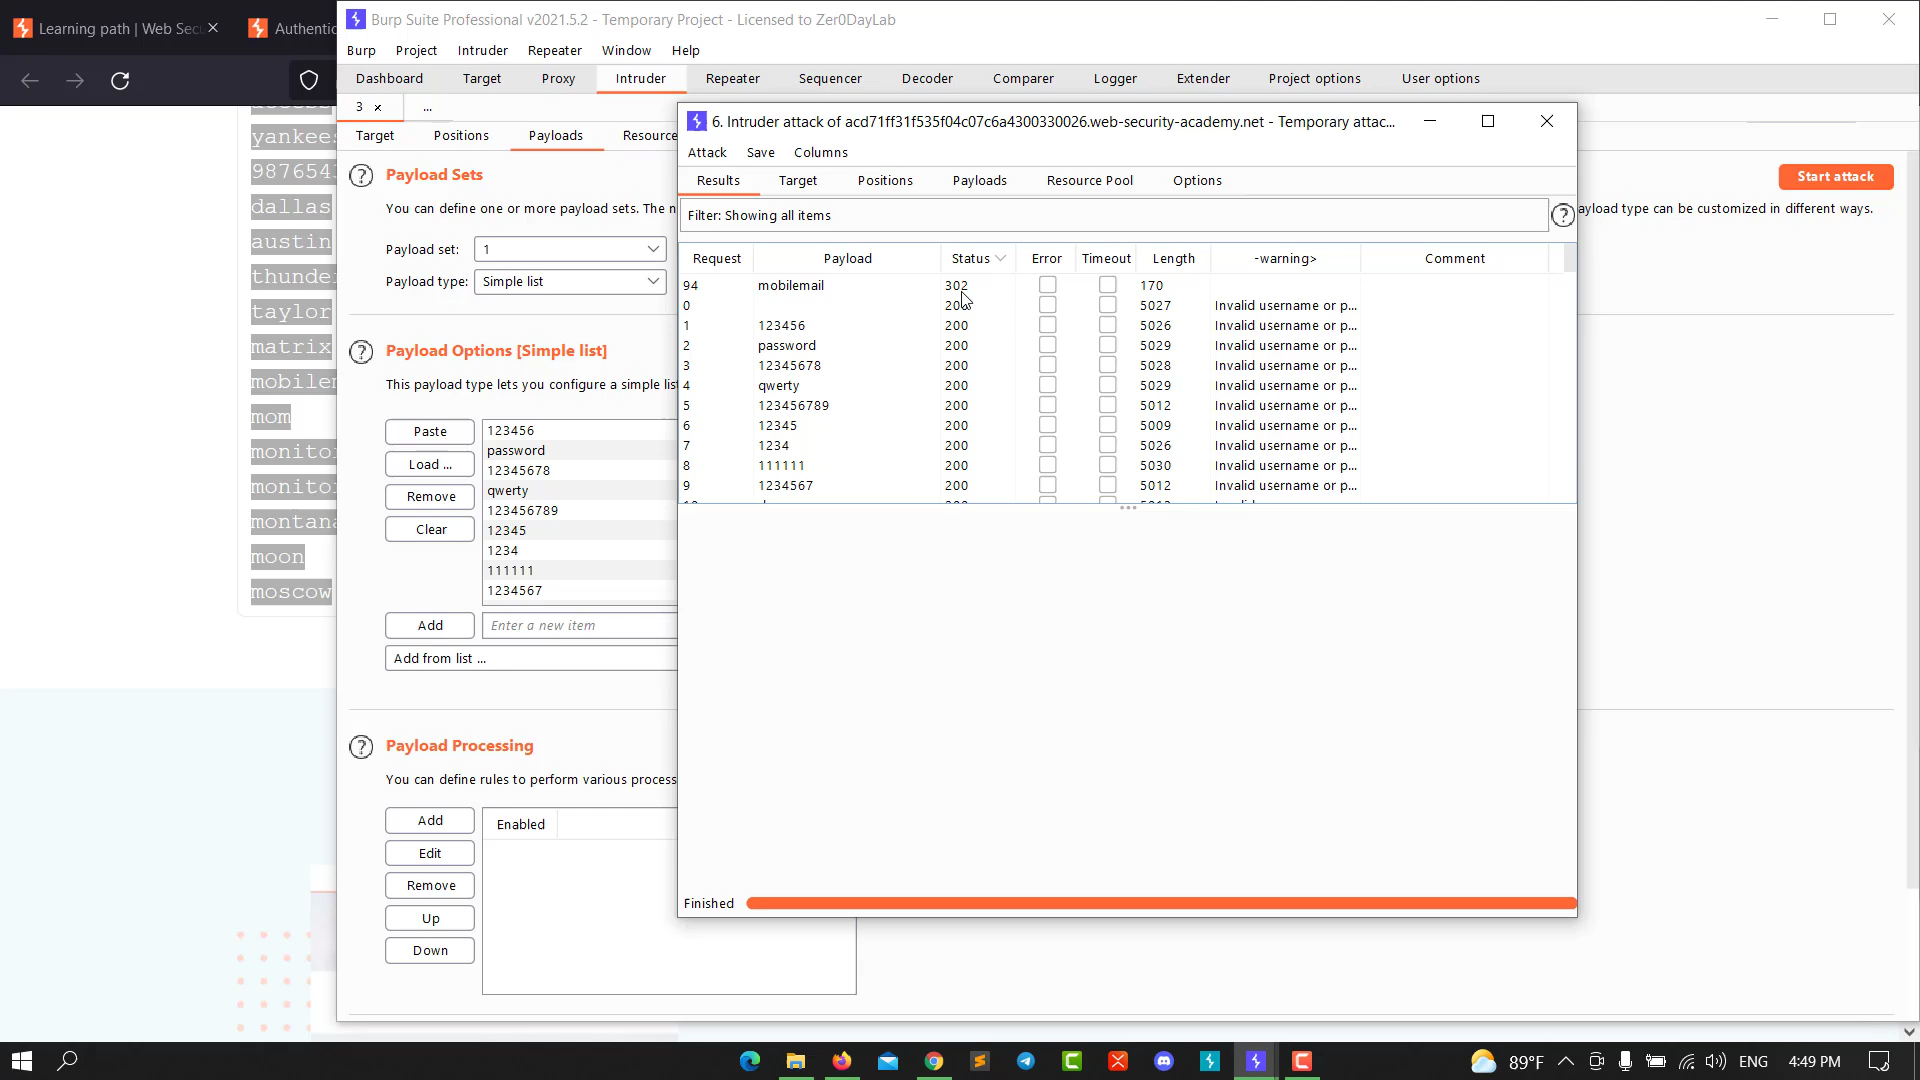 Learning path | Web Sec
Authentic
Burp Suite Professional v2021.5.2 - Temporary Project - Licensed to Zer0DayLab
Burp Project Intruder Repeater Window Help
Dashboard Target Proxy Intruder Repeater Sequencer Decoder Comparer Logger Extender Project options User options
3 × ...
Target Positions Payloads Resource
yankees
9876543
dallas
austin
thunder
taylor
matrix
mobilem
mom
monitor
monitor
montana
moon
moscow
Payload Sets
You can define one or more payload sets. The n
ayload type can be customized in different ways.
Start attack
Payload set: 1
Payload type: Simple list
Payload Options [Simple list]
This payload type lets you configure a simple list
Paste
Load ...
Remove
Clear
123456
password
12345678
qwerty
123456789
12345
1234
111111
1234567
Add Enter a new item
Add from list ...
Payload Processing
You can define rules to perform various process
Add
Edit
Remove
Up
Down
Enabled
6. Intruder attack of acd71ff31f535f04c07c6a4300330026.web-security-academy.net - Temporary attac...
Attack Save Columns
Results Target Positions Payloads Resource Pool Options
Filter: Showing all items
Request Payload Status Error Timeout Length -warning> Comment
94 mobilemail 302 170
0 200 5027 Invalid username or p...
1 123456 200 5026 Invalid username or p...
2 password 200 5029 Invalid username or p...
3 12345678 200 5028 Invalid username or p...
4 qwerty 200 5029 Invalid username or p...
5 123456789 200 5012 Invalid username or p...
6 12345 200 5009 Invalid username or p...
7 1234 200 5026 Invalid username or p...
8 111111 200 5030 Invalid username or p...
9 1234567 200 5012 Invalid username or p...
Finished
89°F ENG 4:49 PM